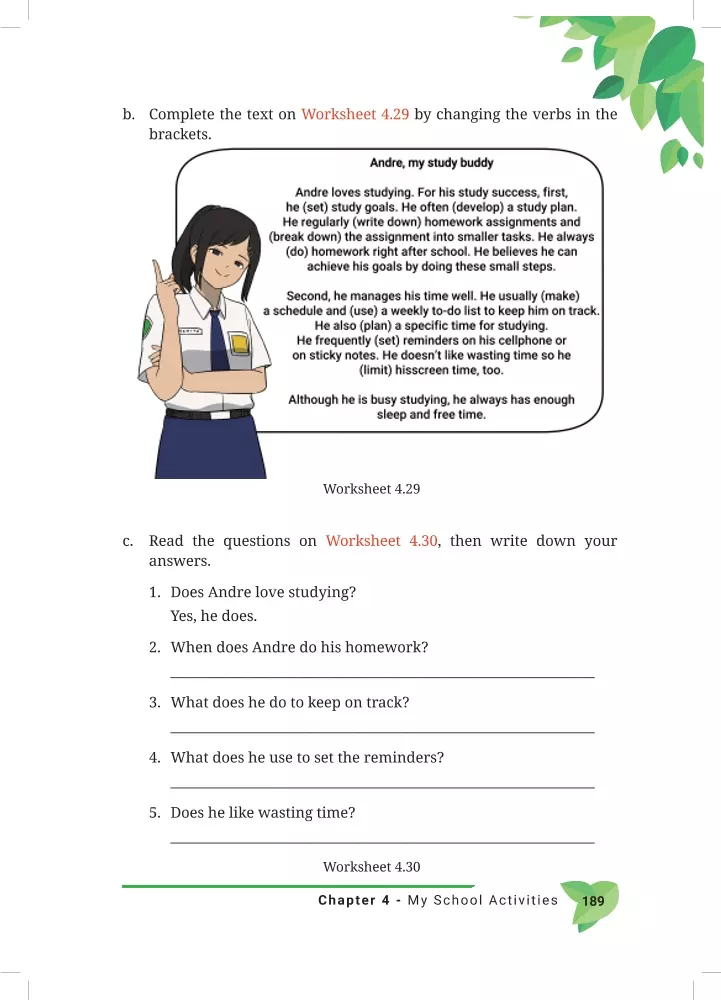 b. Complete the text on Worksheet 4.29 by changing the verbs in the
brackets.
Andre, my study buddy
Andre loves studying. For his study success, first,
he (set) study goals. He often (develop) a study plan.
He regularly (write down) homework assignments and
(break down) the assignment into smaller tasks. He always
(do) homework right after school. He believes he can
achieve his goals by doing these small steps.
Second, he manages his time well. He usually (make)
a schedule and (use) a weekly to-do list to keep him on track.
He also (plan) a specific time for studying.
He frequently (set) reminders on his cellphone or
on sticky notes. He doesn't like wasting time so he
(limit) hisscreen time, too.
Although he is busy studying, he always has enough
sleep and free time.
Worksheet 4.29
c. Read the questions on Worksheet 4.30, then write down your
answers.
1. Does Andre love studying?
Yes, he does.
2. When does Andre do his homework?
3. What does he do to keep on track?
4. What does he use to set the reminders?
5. Does he like wasting time?
Worksheet 4.30
Chapter 4 - My School Activities 189